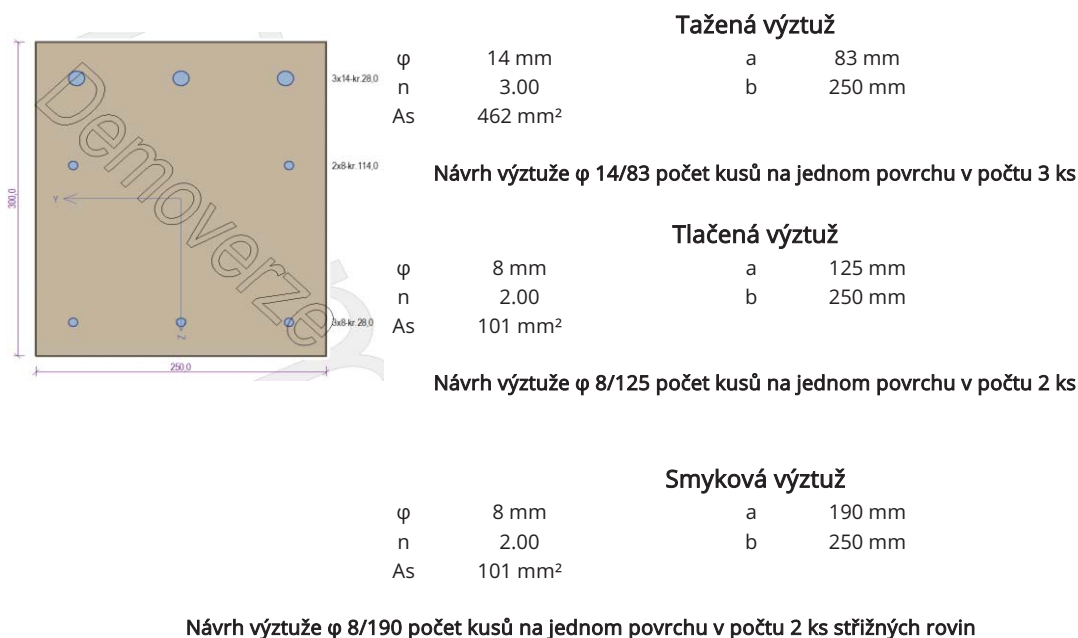 Tažená výztuž
φ 14 mm a 83 mm
n 3.00 b 250 mm
As 462 mm²
Návrh výztuže φ 14/83 počet kusů na jednom povrchu v počtu 3 ks
Tlačená výztuž
φ 8 mm a 125 mm
n 2.00 b 250 mm
As 101 mm²
Návrh výztuže φ 8/125 počet kusů na jednom povrchu v počtu 2 ks
Smyková výztuž
φ 8 mm a 190 mm
n 2.00 b 250 mm
As 101 mm²
Návrh výztuže φ 8/190 počet kusů na jednom povrchu v počtu 2 ks střižných rovin
3x14-kr.28,0
2x8-kr.114,0
3x8-kr.28,0
300,0
250,0
Y
Z
Demoverze